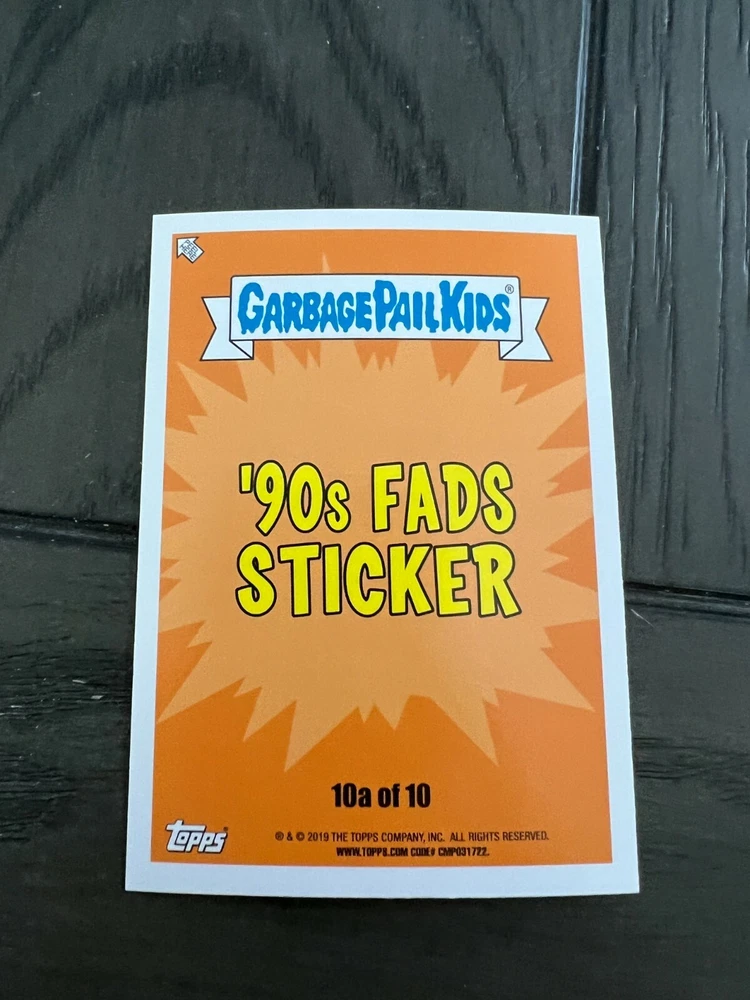 GARBAGE PAIL KIDS®
'90s FADS
STICKER
10a of 10
topps
® & © 2019 THE TOPPS COMPANY, INC. ALL RIGHTS RESERVED.
WWW.TOPPS.COM CODE# CMP031722.